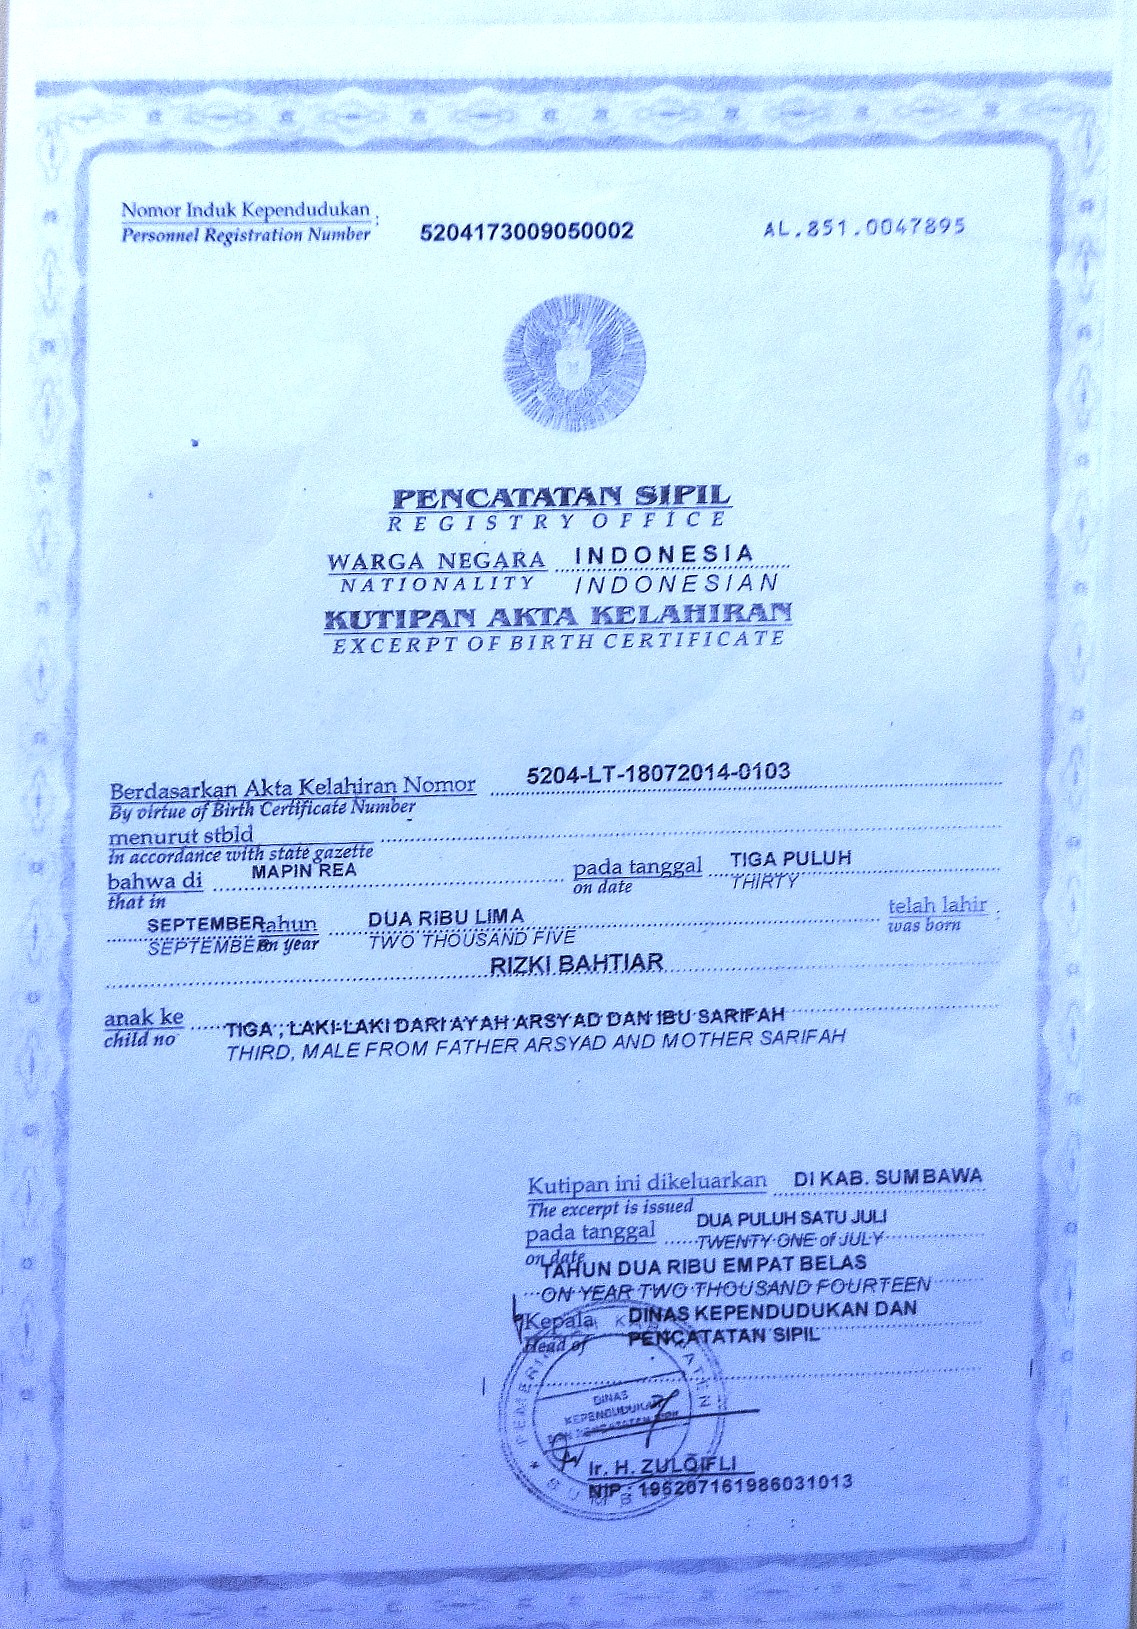 Nomor Induk Kependudukan :
Personnel Registration Number
5204173009050002
AL.851.0047895
PENCATATAN SIPIL
REGISTRY OFFICE
WARGA NEGARA INDONESIA
NATIONALITY INDONESIAN
KUTIPAN AKTA KELAHIRAN
EXCERPT OF BIRTH CERTIFICATE
Berdasarkan Akta Kelahiran Nomor 5204-LT-18072014-0103
By virtue of Birth Certificate Number
menurut stbld
in accordance with state gazette
bahwa di MAPIN REA pada tanggal TIGA PULUH
that in on date THIRTY
SEPTEMBER tahun DUA RIBU LIMA telah lahir :
SEPTEMBER on year TWO THOUSAND FIVE was born
RIZKI BAHTIAR
anak ke TIGA ; LAKI-LAKI DARI AYAH ARSYAD DAN IBU SARIFAH
child no THIRD, MALE FROM FATHER ARSYAD AND MOTHER SARIFAH
Kutipan ini dikeluarkan DI KAB. SUMBAWA
The excerpt is issued
pada tanggal DUA PULUH SATU JULI
on date TWENTY ONE of JULY
TAHUN DUA RIBU EMPAT BELAS
ON YEAR TWO THOUSAND FOURTEEN
Kepala DINAS KEPENDUDUKAN DAN
Head of PENCATATAN SIPIL
DINAS
KEPENDUDUKAN
Ir. H. ZULQIFLI
NIP : 196207161986031013